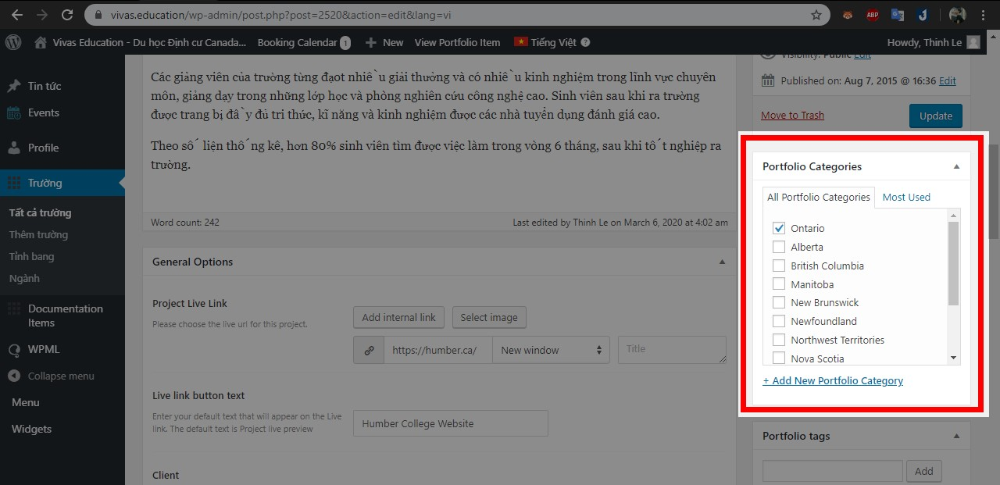 vivas.education/wp-admin/post.php?post=2520&action=edit&lang=vi
ABP
Vivas Education - Du học Định cư Canada... Booking Calendar 1 New View Portfolio Item Tiếng Việt Howdy, Thinh Le
Tin tức
Events
Profile
Trường
Tất cả trường
Thêm trường
Tỉnh bang
Ngành
Documentation
Items
WPML
Collapse menu
Menu
Widgets
Các giảng viên của trường từng đạot nhiều giải thưởng và có nhiều kinh nghiệm trong lĩnh vực chuyên
môn, giảng dạy trong những lớp học và phòng nghiên cứu công nghệ cao. Sinh viên sau khi ra trường
được trang bị đầy đủ tri thức, kĩ năng và kinh nghiệm được các nhà tuyển dụng đánh giá cao.
Theo số liệu thống kê, hơn 80% sinh viên tìm được việc làm trong vòng 6 tháng, sau khi tốt nghiệp ra
trường.
Word count: 242
Last edited by Thinh Le on March 6, 2020 at 4:02 am
General Options
Project Live Link
Please choose the live url for this project.
Add internal link
Select image
https://humber.ca/
New window
Title
Live link button text
Enter your default text that will appear on the Live
link. The default text is Project live preview
Humber College Website
Client
Visibility: Public Edit
Published on: Aug 7, 2015 @ 16:36 Edit
Move to Trash
Update
Portfolio Categories
All Portfolio Categories
Most Used
Ontario
Alberta
British Columbia
Manitoba
New Brunswick
Newfoundland
Northwest Territories
Nova Scotia
+ Add New Portfolio Category
Portfolio tags
Add